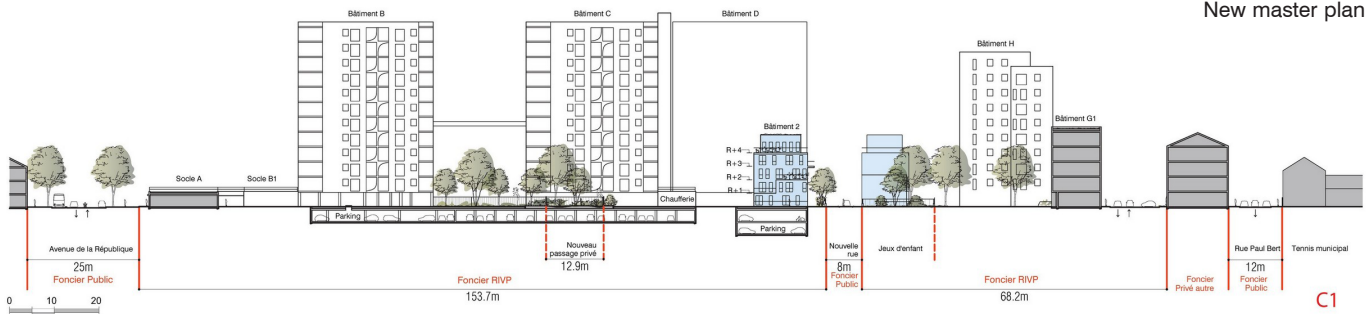 New master plan
Bâtiment B
Bâtiment C
Bâtiment D
Bâtiment H
Bâtiment G1
Bâtiment 2
R+4
R+3
R+2
R+1
Socle A
Socle B1
Chaufferie
Parking
Parking
Avenue de la République
25m
Foncier Public
Nouveau
passage privé
12.9m
Foncier RIVP
153.7m
Nouvelle
rue
8m
Foncier
Public
Jeux d'enfant
Foncier RIVP
68.2m
Foncier
Privé autre
Rue Paul Bert
12m
Foncier
Public
Tennis municipal
0 10 20
C1